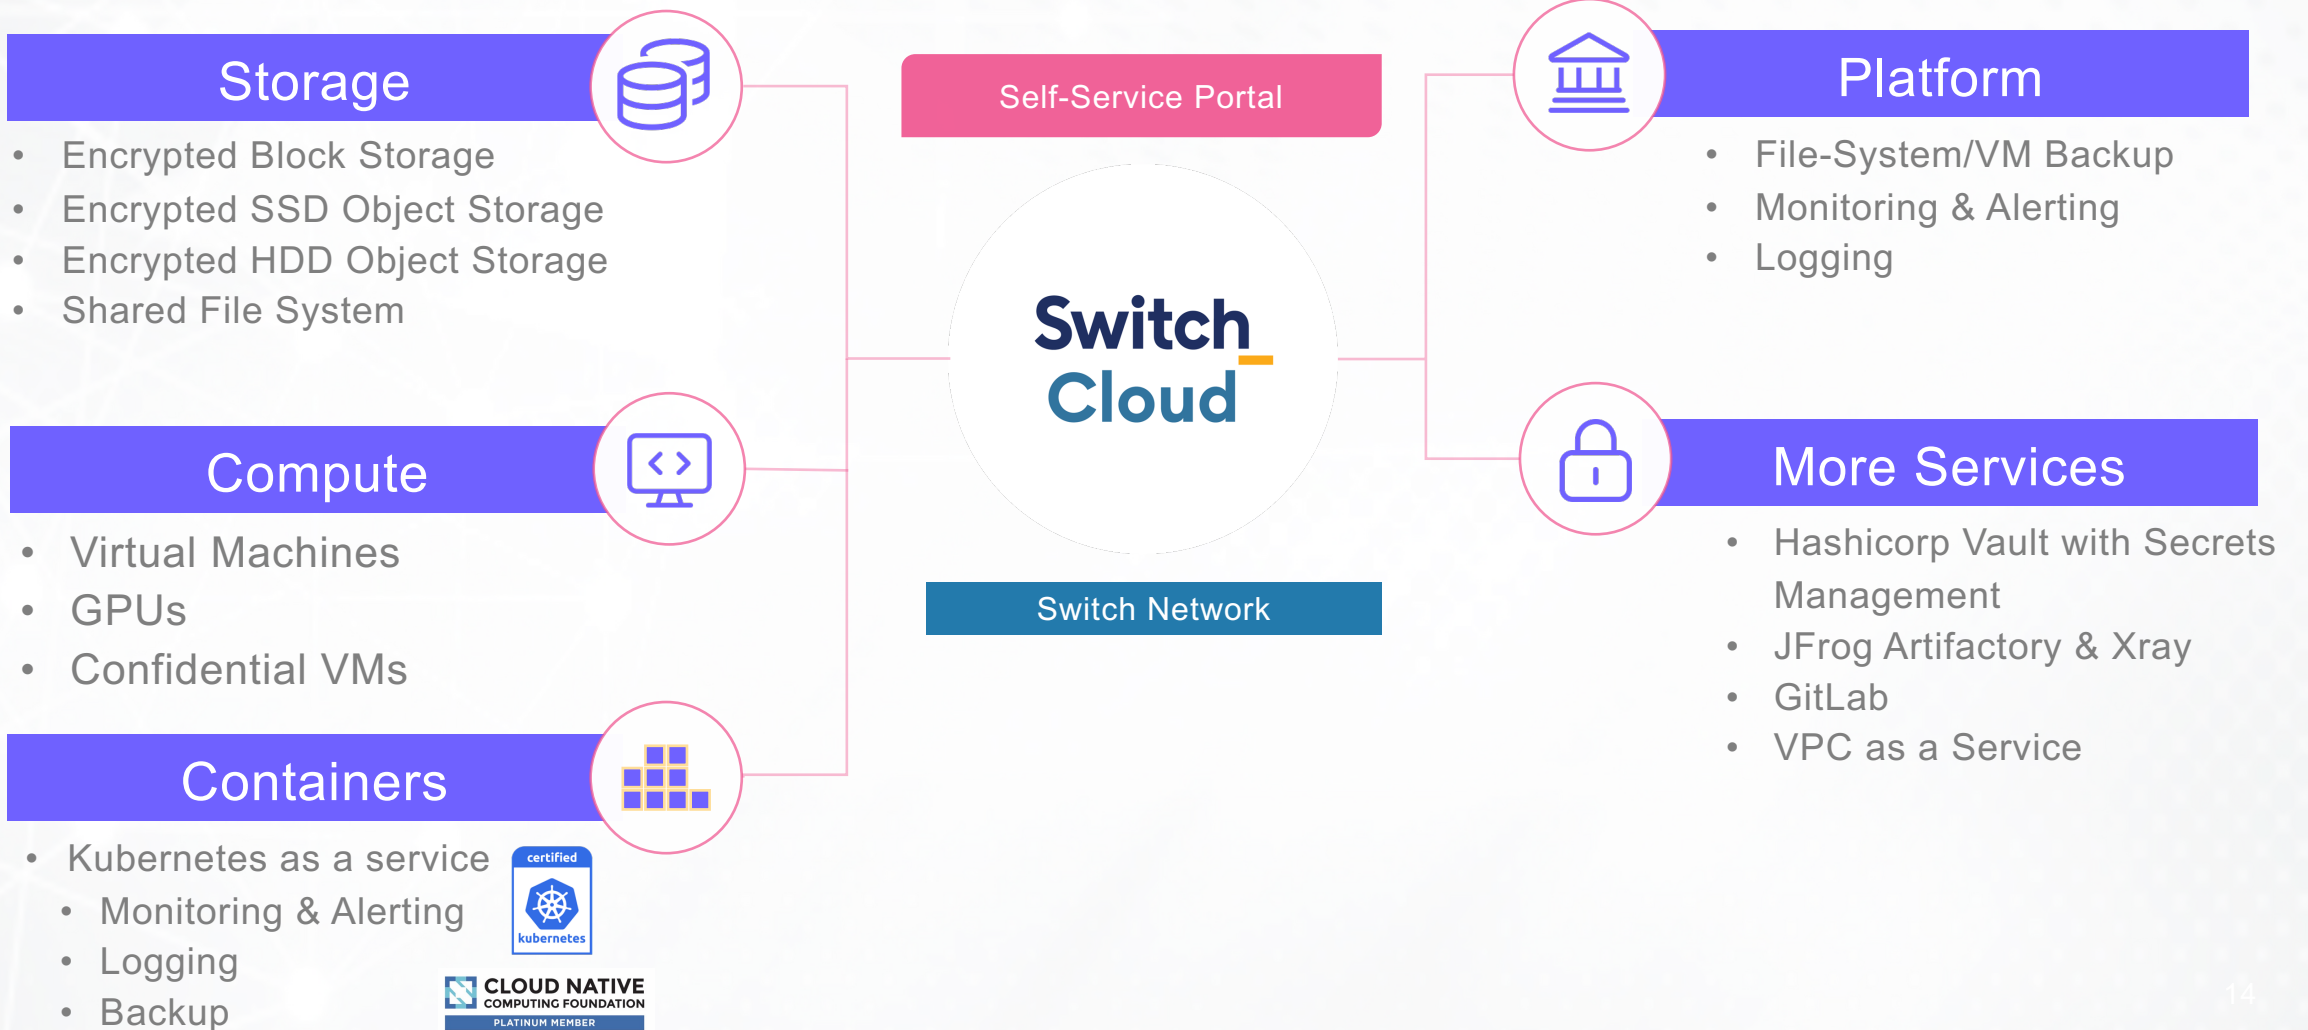 Storage
• Encrypted Block Storage
• Encrypted SSD Object Storage
• Encrypted HDD Object Storage
• Shared File System
Compute
• Virtual Machines
• GPUs
• Confidential VMs
Containers
• Kubernetes as a service
• Monitoring & Alerting
• Logging
• Backup
certified
kubernetes
CLOUD NATIVE
COMPUTING FOUNDATION
PLATINUM MEMBER
Self-Service Portal
Switch_
Cloud
Switch Network
Platform
• File-System/VM Backup
• Monitoring & Alerting
• Logging
More Services
• Hashicorp Vault with Secrets
Management
• JFrog Artifactory & Xray
• GitLab
• VPC as a Service
14